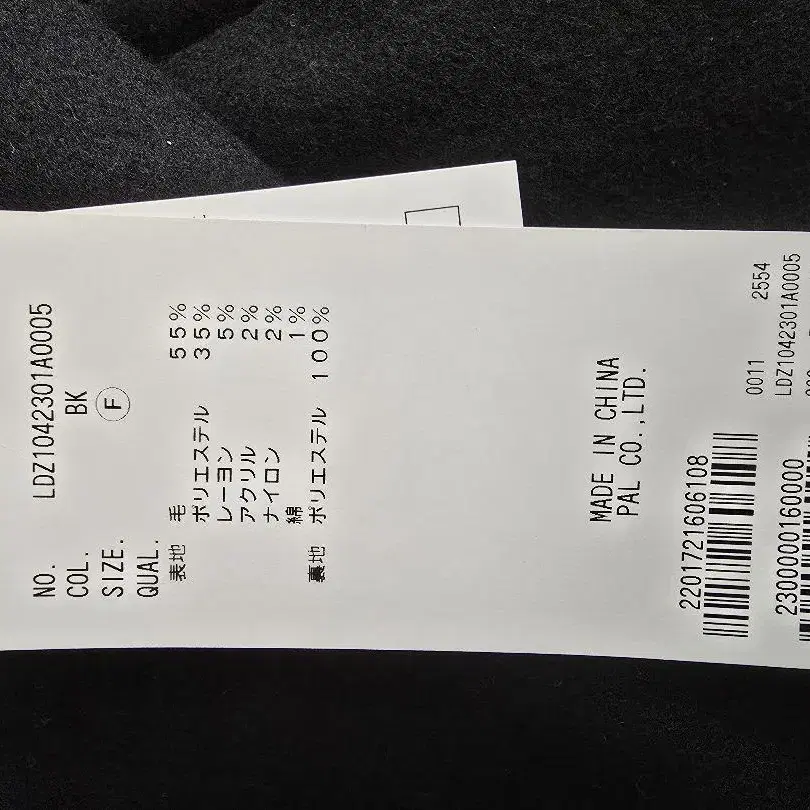 NO. LDZ1042301A0005
COL. BK
SIZE. F
QUAL.
表地 毛 55%
ポリエステル 35%
レーヨン 5%
アクリル 2%
ナイロン 2%
綿 1%
裏地 ポリエステル 100%
MADE IN CHINA
PAL CO.,LTD.
2201721606108
0011 2554
LDZ1042301A0005
2300000160000